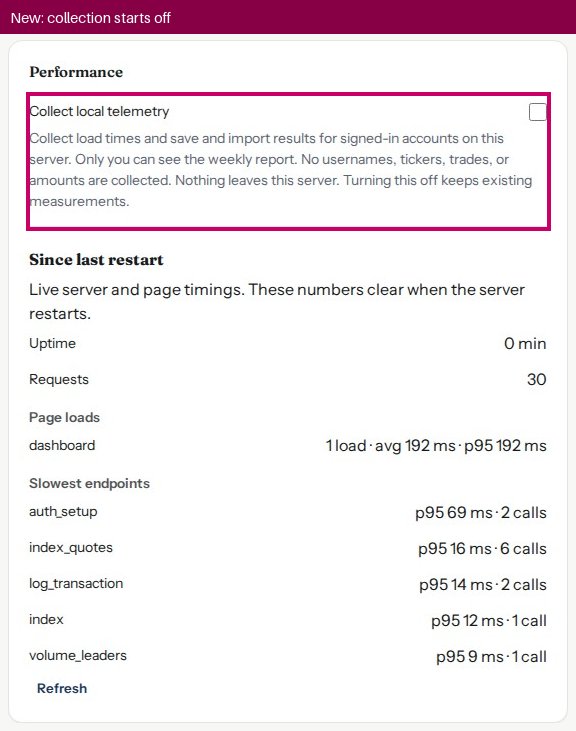 New: collection starts off
Performance
Collect local telemetry
Collect load times and save and import results for signed-in accounts on this
server. Only you can see the weekly report. No usernames, tickers, trades, or
amounts are collected. Nothing leaves this server. Turning this off keeps existing
measurements.
Since last restart
Live server and page timings. These numbers clear when the server
restarts.
Uptime 0 min
Requests 30
Page loads
dashboard 1 load · avg 192 ms · p95 192 ms
Slowest endpoints
auth_setup p95 69 ms · 2 calls
index_quotes p95 16 ms · 6 calls
log_transaction p95 14 ms · 2 calls
index p95 12 ms · 1 call
volume_leaders p95 9 ms · 1 call
Refresh